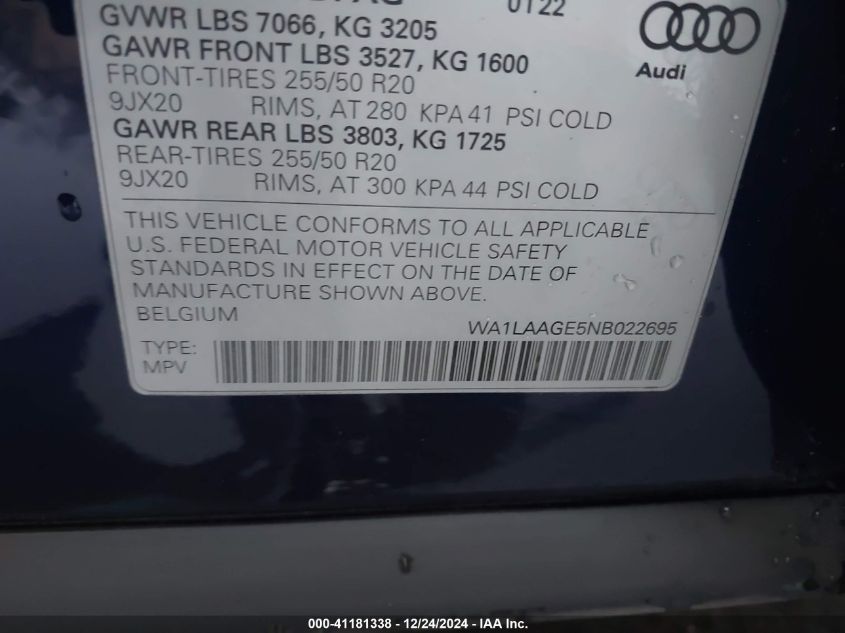 0122
GVWR LBS 7066, KG 3205
GAWR FRONT LBS 3527, KG 1600
FRONT-TIRES 255/50 R20
9JX20 RIMS, AT 280 KPA 41 PSI COLD
GAWR REAR LBS 3803, KG 1725
REAR-TIRES 255/50 R20
9JX20 RIMS, AT 300 KPA 44 PSI COLD
Audi
THIS VEHICLE CONFORMS TO ALL APPLICABLE
U.S. FEDERAL MOTOR VEHICLE SAFETY
STANDARDS IN EFFECT ON THE DATE OF
MANUFACTURE SHOWN ABOVE.
BELGIUM
WA1LAAGE5NB022695
TYPE:
MPV
000-41181338 - 12/24/2024 - IAA Inc.